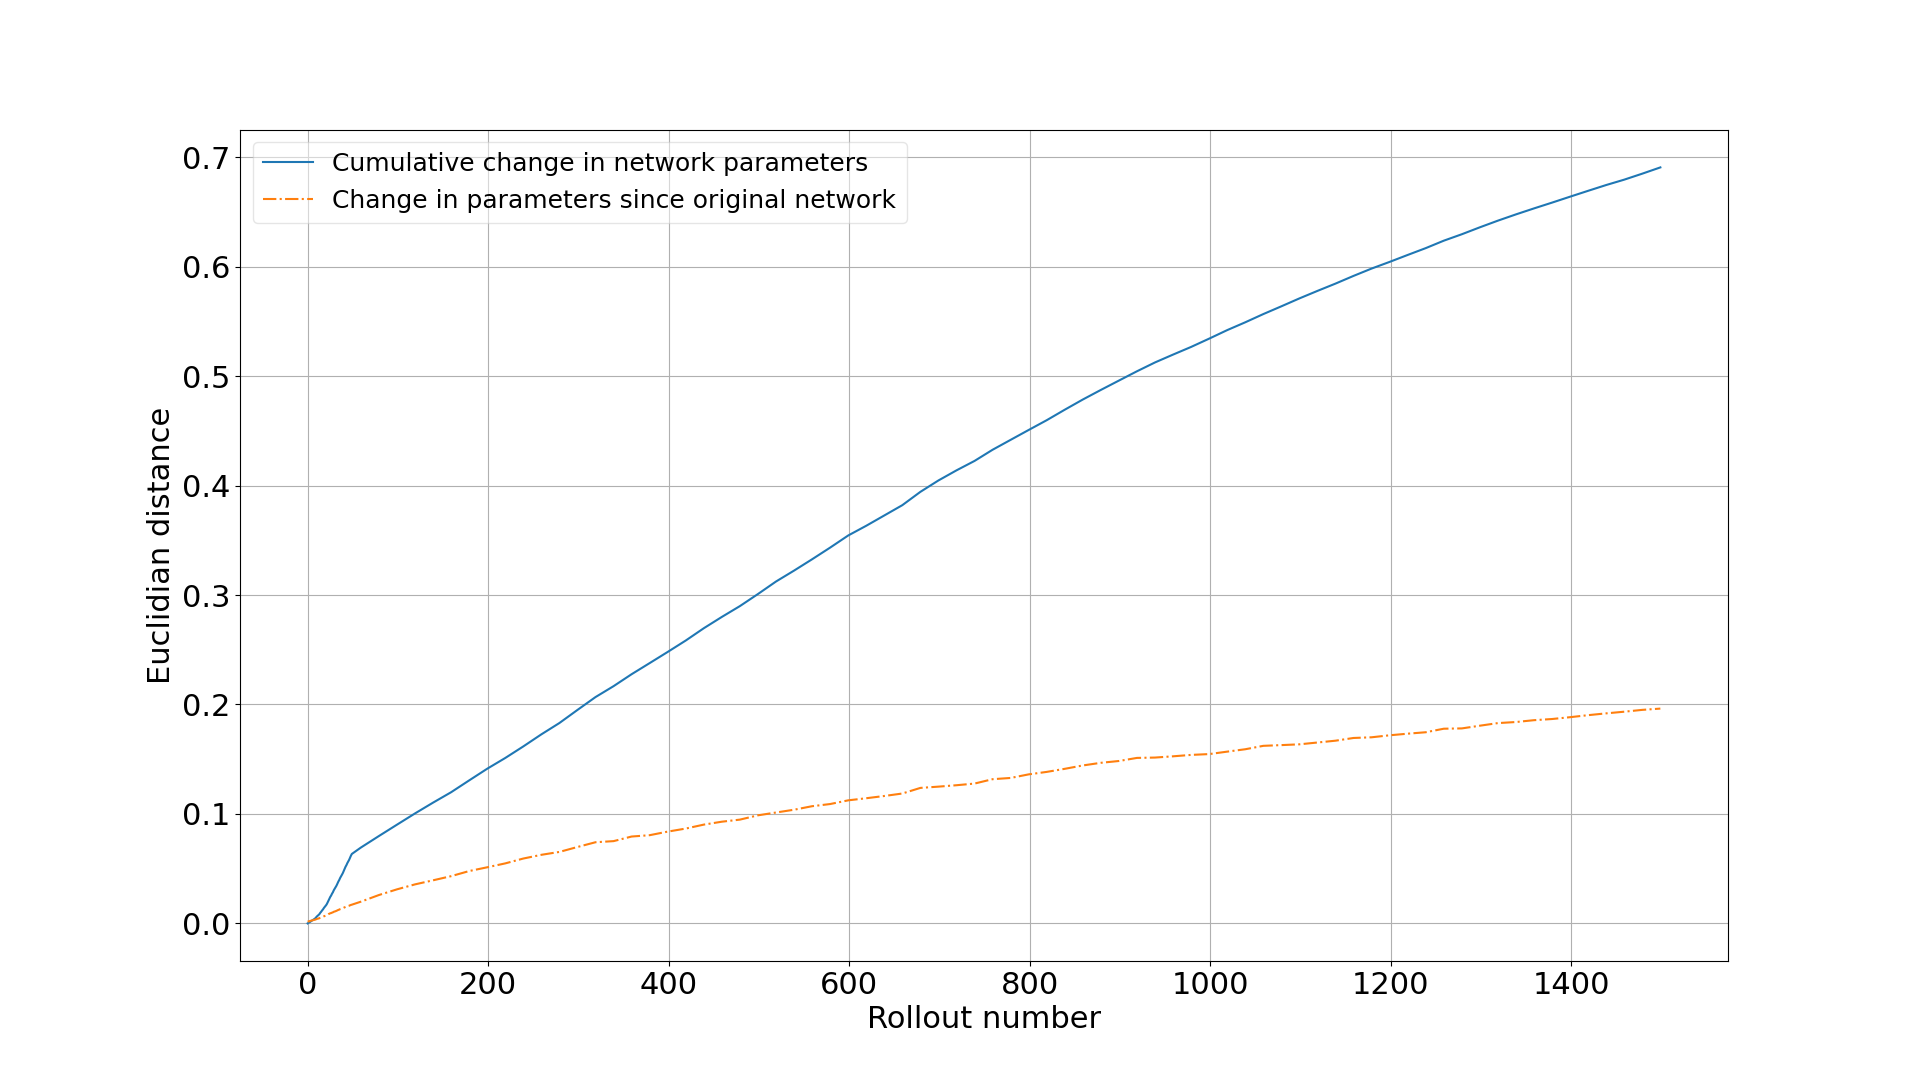 Cumulative change in network parameters
Change in parameters since original network
0.7
0.6
0.5
0.4
0.3
0.2
0.1
0.0
Euclidian distance
0 200 400 600 800 1000 1200 1400
Rollout number